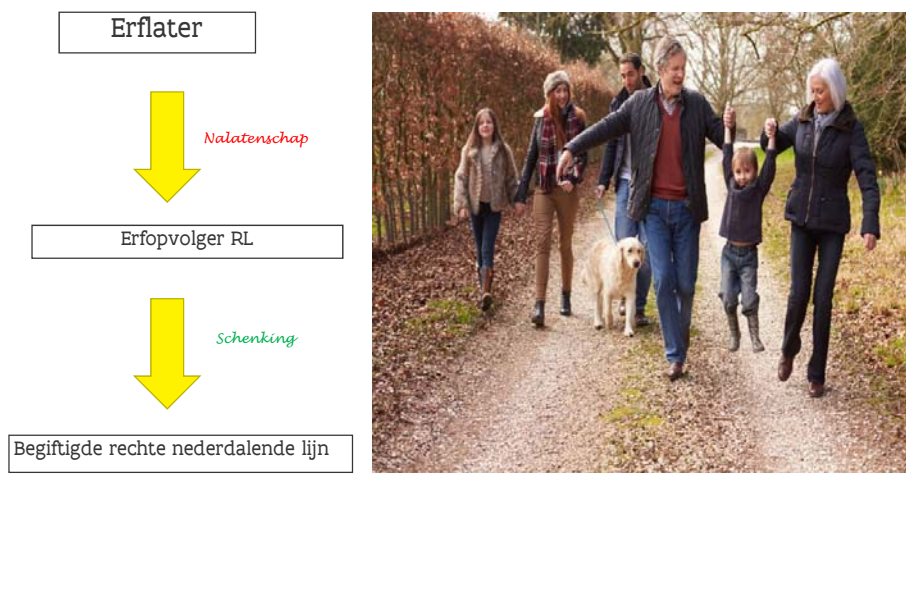 Erflater
Nalatenschap
Erfopvolger RL
Schenking
Begiftigde rechte nederdalende lijn